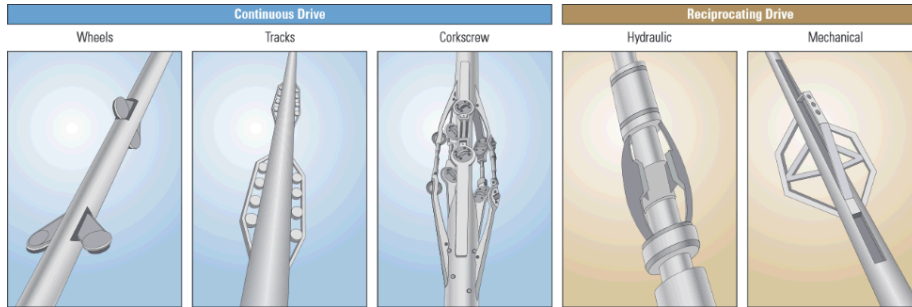 Continuous Drive
Reciprocating Drive
Wheels
Tracks
Corkscrew
Hydraulic
Mechanical